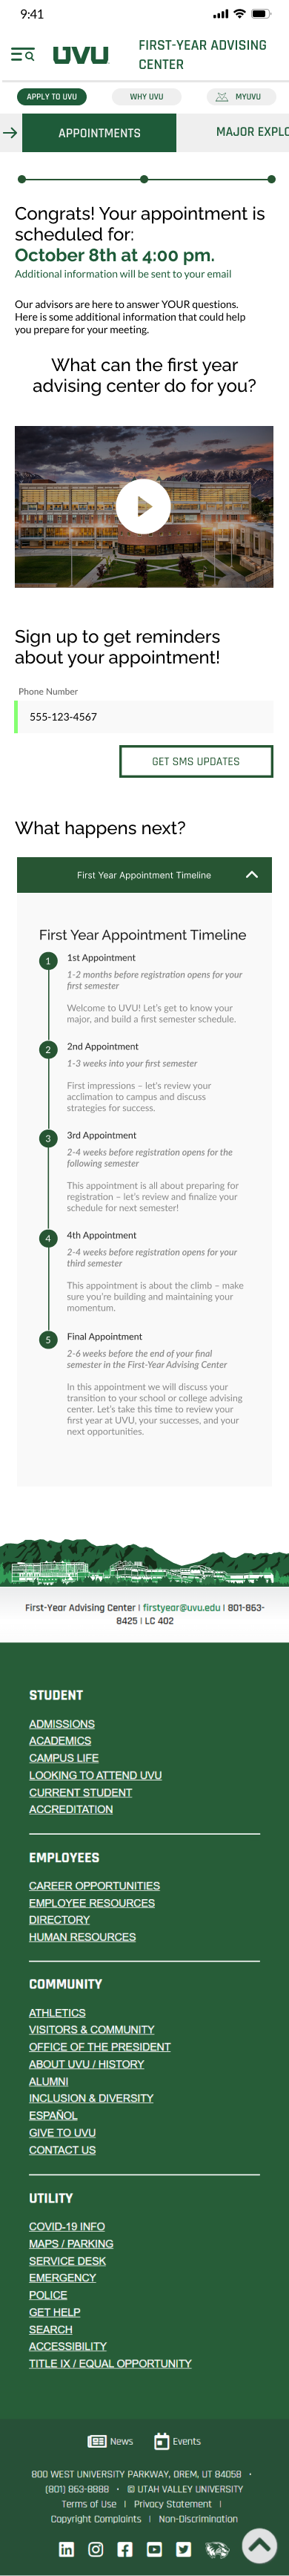 9:41
UVU
FIRST-YEAR ADVISING
CENTER
APPLY TO UVU
WHY UVU
MYUVU
APPOINTMENTS
MAJOR EXPLO
Congrats! Your appointment is
scheduled for:
October 8th at 4:00 pm.
Additional information will be sent to your email
Our advisors are here to answer YOUR questions.
Here is some additional information that could help
you prepare for your meeting.
What can the first year
advising center do for you?
Sign up to get reminders
about your appointment!
Phone Number
555-123-4567
GET SMS UPDATES
What happens next?
First Year Appointment Timeline
First Year Appointment Timeline
1
1st Appointment
1-2 months before registration opens for your
first semester
Welcome to UVU! Let's get to know your
major, and build a first semester schedule.
2
2nd Appointment
1-3 weeks into your first semester
First impressions – let's review your
acclimation to campus and discuss
strategies for success.
3
3rd Appointment
2-4 weeks before registration opens for the
following semester
This appointment is all about preparing for
registration – let's review and finalize your
schedule for next semester!
4
4th Appointment
2-4 weeks before registration opens for your
third semester
This appointment is about the climb – make
sure you're building and maintaining your
momentum.
5
Final Appointment
2-6 weeks before the end of your final
semester in the First-Year Advising Center
In this appointment we will discuss your
transition to your school or college advising
center. Let's take this time to review your
first year at UVU, your successes, and your
next opportunities.
First-Year Advising Center | firstyear@uvu.edu | 801-863-
8425 | LC 402
STUDENT
ADMISSIONS
ACADEMICS
CAMPUS LIFE
LOOKING TO ATTEND UVU
CURRENT STUDENT
ACCREDITATION
EMPLOYEES
CAREER OPPORTUNITIES
EMPLOYEE RESOURCES
DIRECTORY
HUMAN RESOURCES
COMMUNITY
ATHLETICS
VISITORS & COMMUNITY
OFFICE OF THE PRESIDENT
ABOUT UVU / HISTORY
ALUMNI
INCLUSION & DIVERSITY
ESPAÑOL
GIVE TO UVU
CONTACT US
UTILITY
COVID-19 INFO
MAPS / PARKING
SERVICE DESK
EMERGENCY
POLICE
GET HELP
SEARCH
ACCESSIBILITY
TITLE IX / EQUAL OPPORTUNITY
News
Events
800 WEST UNIVERSITY PARKWAY, OREM, UT 84058 ·
(801) 863-8888 · © UTAH VALLEY UNIVERSITY
Terms of Use | Privacy Statement |
Copyright Complaints | Non-Discrimination